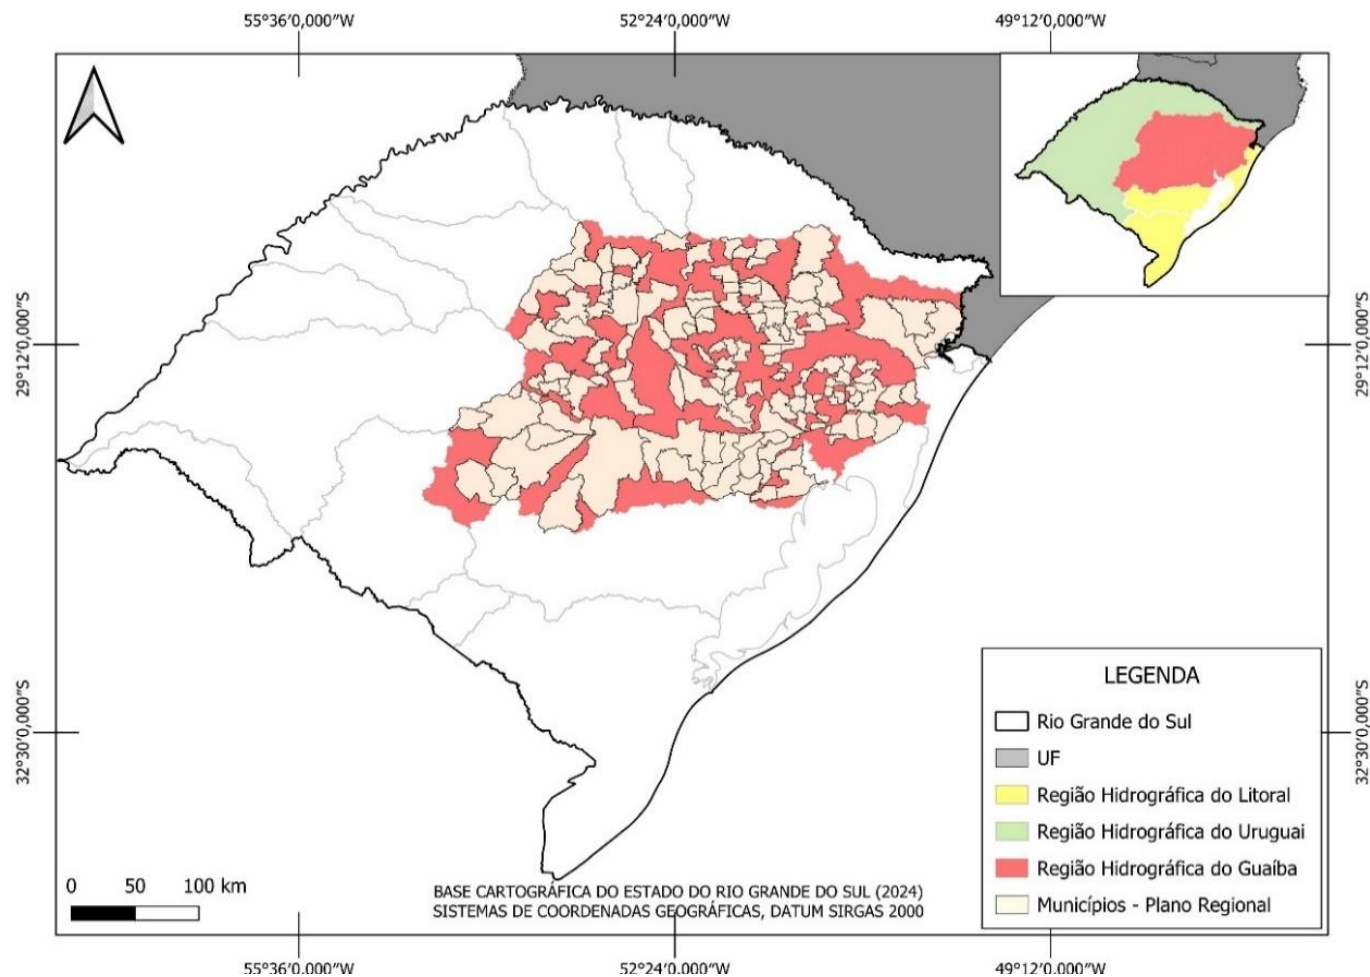 55°36'0,000"W
52°24'0,000"W
49°12'0,000"W
29°12'0,000"S
29°12'0,000"S
32°30'0,000"S
32°30'0,000"S
LEGENDA
Rio Grande do Sul
UF
Região Hidrográfica do Litoral
Região Hidrográfica do Uruguai
Região Hidrográfica do Guaíba
Municípios - Plano Regional
0 50 100 km
BASE CARTOGRÁFICA DO ESTADO DO RIO GRANDE DO SUL (2024)
SISTEMAS DE COORDENADAS GEOGRÁFICAS, DATUM SIRGAS 2000
55°36'0,000"W
52°24'0,000"W
49°12'0,000"W